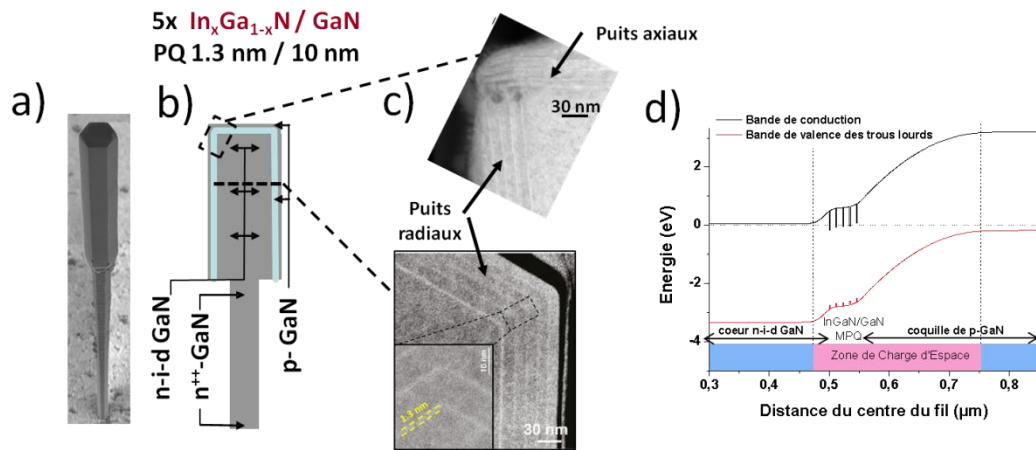 5x InxGa1-xN / GaN
PQ 1.3 nm / 10 nm
a)
b)
c)
d)
Puits axiaux
30 nm
Puits
radiaux
n-i-d GaN
n++-GaN
p- GaN
10 nm
1.3 nm
30 nm
Bande de conduction
Bande de valence des trous lourds
Energie (eV)
2
0
-2
-4
coeur n-i-d GaN
InGaN/GaN
MPQ
coquille de p-GaN
Zone de Charge d'Espace
0,3
0,4
0,5
0,6
0,7
0,8
Distance du centre du fil (µm)